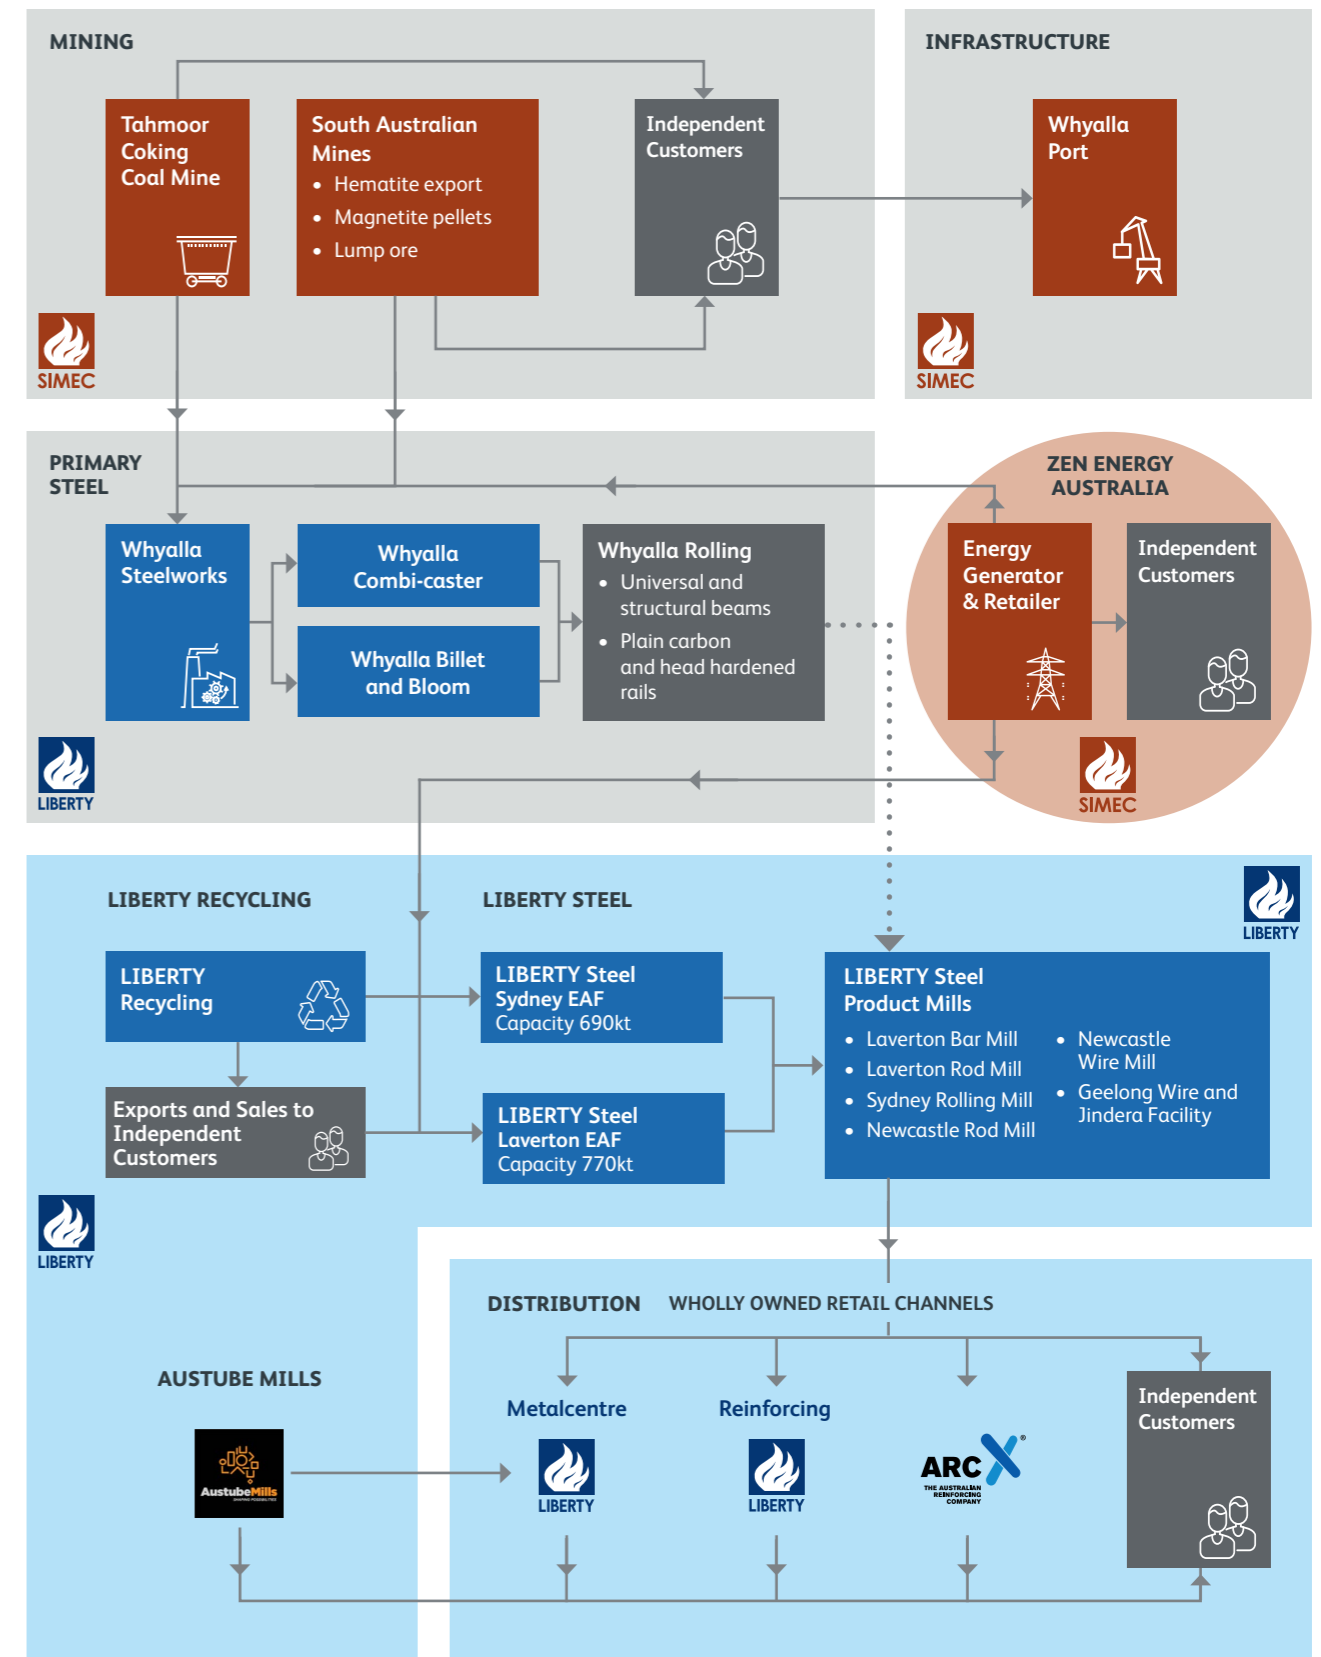 MINING
Tahmoor
Coking
Coal Mine
South Australian
Mines
• Hematite export
• Magnetite pellets
• Lump ore
Independent
Customers
SIMEC
INFRASTRUCTURE
Whyalla
Port
SIMEC
PRIMARY
STEEL
Whyalla
Steelworks
Whyalla
Combi-caster
Whyalla Billet
and Bloom
Whyalla Rolling
• Universal and
structural beams
• Plain carbon
and head hardened
rails
LIBERTY
ZEN ENERGY
AUSTRALIA
Energy
Generator
& Retailer
Independent
Customers
SIMEC
LIBERTY RECYCLING
LIBERTY
Recycling
Exports and Sales to
Independent
Customers
LIBERTY
LIBERTY STEEL
LIBERTY
LIBERTY Steel
Sydney EAF
Capacity 690kt
LIBERTY Steel
Laverton EAF
Capacity 770kt
LIBERTY Steel
Product Mills
• Laverton Bar Mill
• Laverton Rod Mill
• Sydney Rolling Mill
• Newcastle Rod Mill
• Newcastle
Wire Mill
• Geelong Wire and
Jindera Facility
DISTRIBUTION WHOLLY OWNED RETAIL CHANNELS
AUSTUBE MILLS
AustubeMills
SHAPING POSSIBILITIES
Metalcentre
LIBERTY
Reinforcing
LIBERTY
ARC X ®
THE AUSTRALIAN
REINFORCING
COMPANY
Independent
Customers